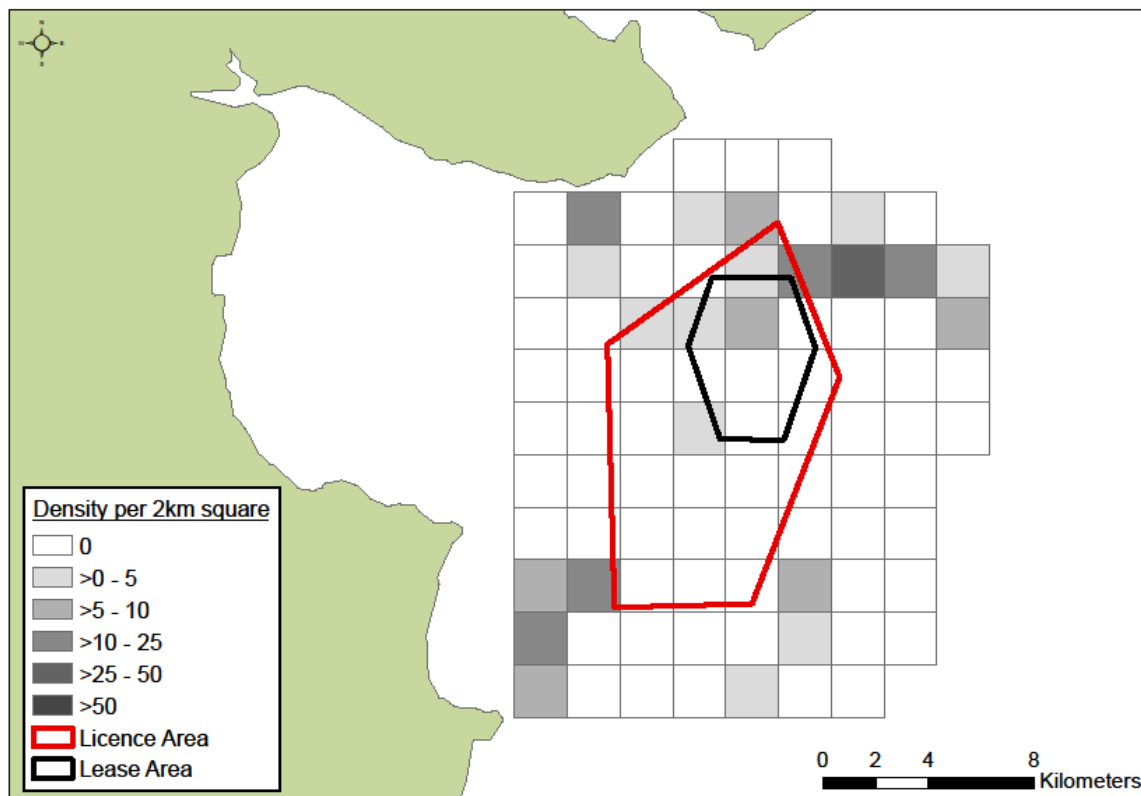 N
W E
S
Density per 2km square
0
>0 - 5
>5 - 10
>10 - 25
>25 - 50
>50
Licence Area
Lease Area
0 2 4 8
Kilometers